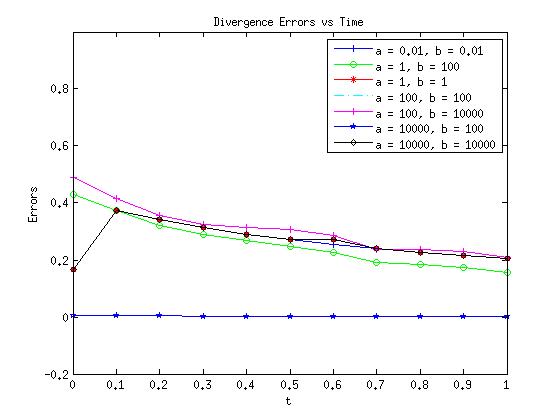 Divergence Errors vs Time
a = 0.01, b = 0.01
a = 1, b = 100
a = 1, b = 1
a = 100, b = 100
a = 100, b = 10000
a = 10000, b = 100
a = 10000, b = 10000
0.8
0.6
0.4
0.2
0
-0.2
Errors
0 0.1 0.2 0.3 0.4 0.5 0.6 0.7 0.8 0.9 1
t